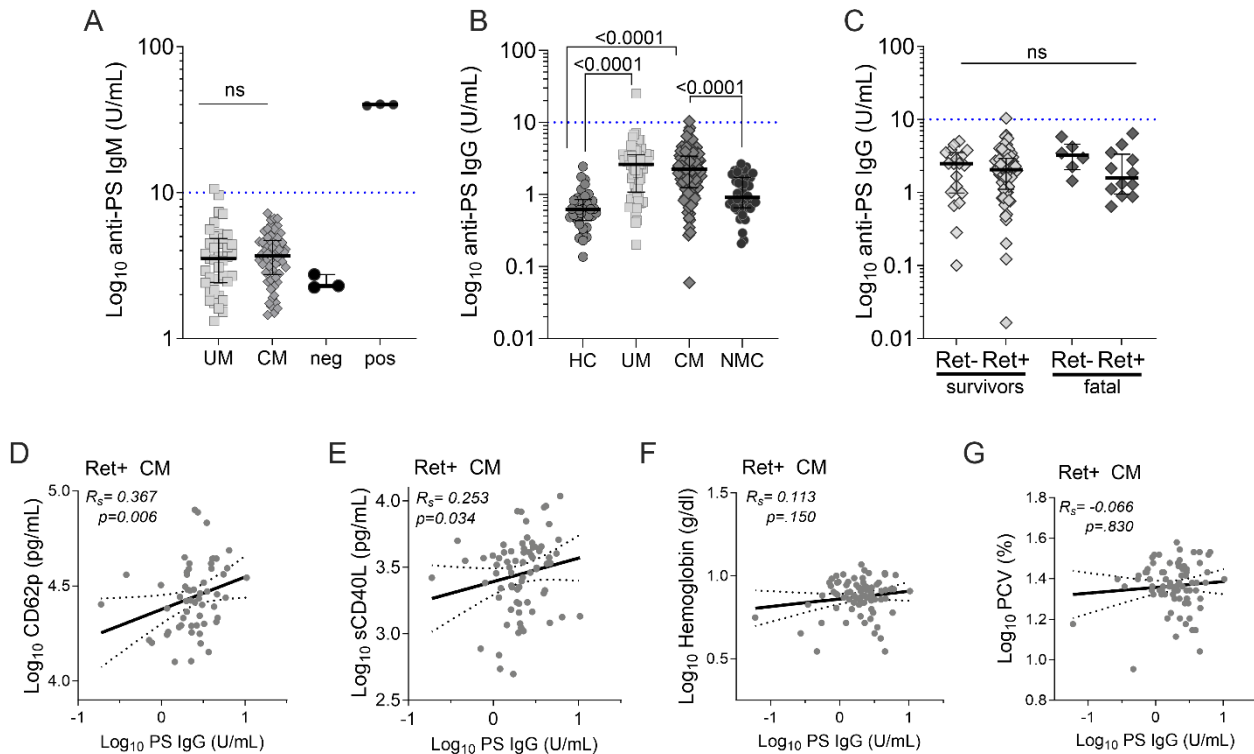 A
Log10 anti-PS IgM (U/mL)
100
10
1
ns
UM CM neg pos
B
Log10 anti-PS IgG (U/mL)
100
10
1
0.1
0.01
<0.0001
<0.0001
<0.0001
HC UM CM NMC
C
Log10 anti-PS IgG (U/mL)
100
10
1
0.1
0.01
ns
Ret- Ret+ Ret- Ret+
survivors fatal
D
Ret+ CM
Rs= 0.367
p=0.006
Log10 CD62p (pg/mL)
5.0
4.5
4.0
-1 0 1
Log10 PS IgG (U/mL)
E
Ret+ CM
Rs= 0.253
p=0.034
Log10 sCD40L (pg/mL)
4.0
3.5
3.0
2.5
-1 0 1
Log10 PS IgG (U/mL)
F
Ret+ CM
Rs= 0.113
p=.150
Log10 Hemoglobin (g/dl)
1.5
1.0
0.5
-1 0 1
Log10 PS IgG (U/mL)
G
Ret+ CM
Rs= -0.066
p=.830
Log10 PCV (%)
1.8
1.6
1.4
1.2
1.0
0.8
-1 0 1
Log10 PS IgG (U/mL)